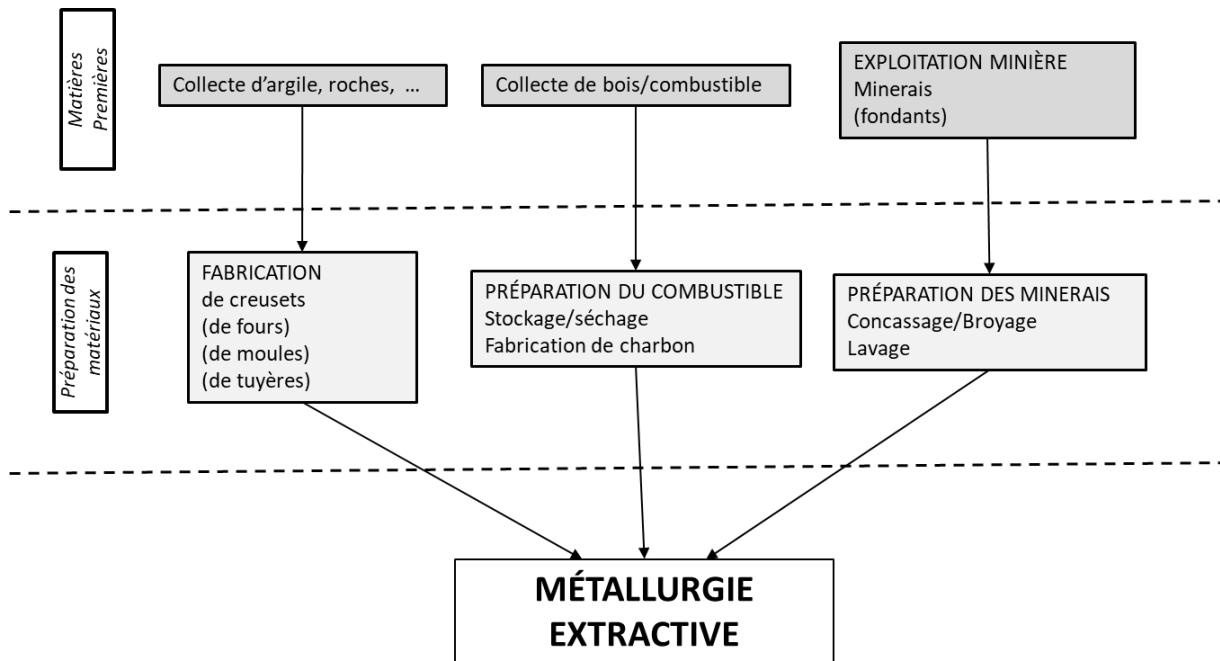 Matières
Premières
Collecte d’argile, roches, …
Collecte de bois/combustible
EXPLOITATION MINIÈRE
Minerais
(fondants)
Préparation des
matériaux
FABRICATION
de creusets
(de fours)
(de moules)
(de tuyères)
PRÉPARATION DU COMBUSTIBLE
Stockage/séchage
Fabrication de charbon
PRÉPARATION DES MINERAIS
Concassage/Broyage
Lavage
MÉTALLURGIE
EXTRACTIVE